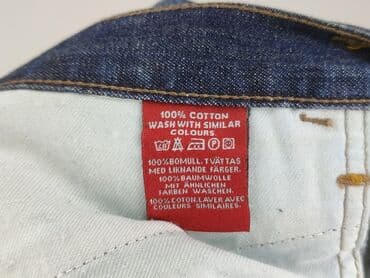 100% COTTON
WASH WITH SIMILAR
COLOURS.
100% BOMULL. TVÄTTAS
MED LIKNANDE FÄRGER.
100% BAUMWOLLE
MIT ÄHNLICHEN
FARBEN WASCHEN.
100% COTON. LAVER AVEC
COULEURS SIMILAIRES.